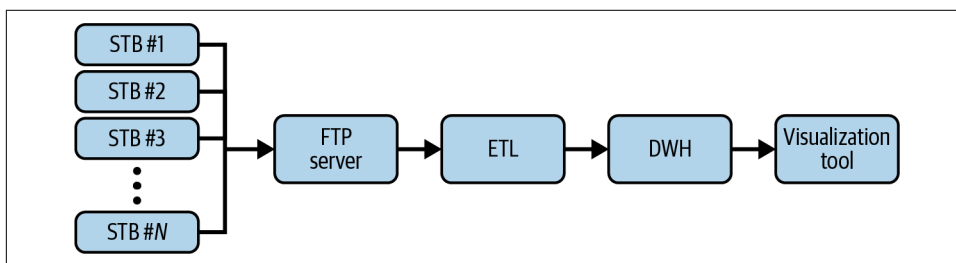 STB #1
STB #2
STB #3
STB #N
FTP
server
ETL
DWH
Visualization
tool